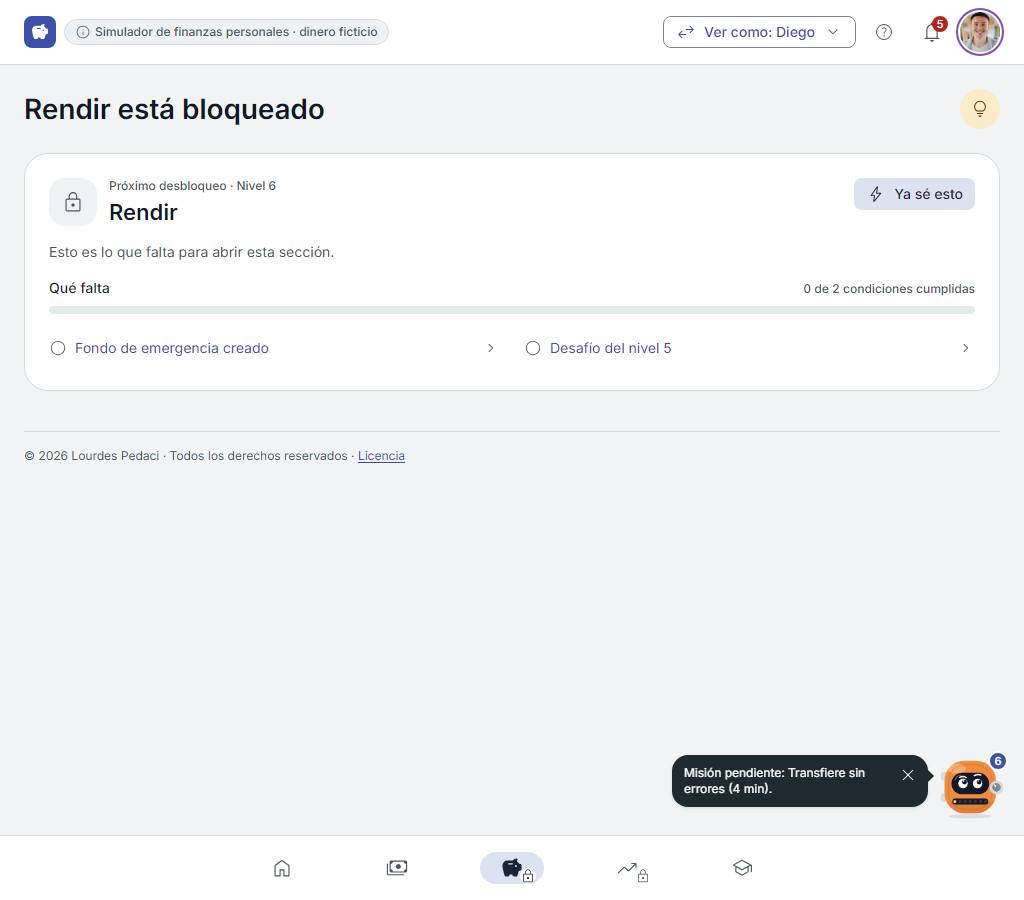 Simulador de finanzas personales · dinero ficticio
Ver como: Diego
5
Rendir está bloqueado
Próximo desbloqueo · Nivel 6
Rendir
Ya sé esto
Esto es lo que falta para abrir esta sección.
Qué falta
0 de 2 condiciones cumplidas
Fondo de emergencia creado
Desafío del nivel 5
© 2026 Lourdes Pedaci · Todos los derechos reservados · Licencia
Misión pendiente: Transfiere sin
errores (4 min).
6